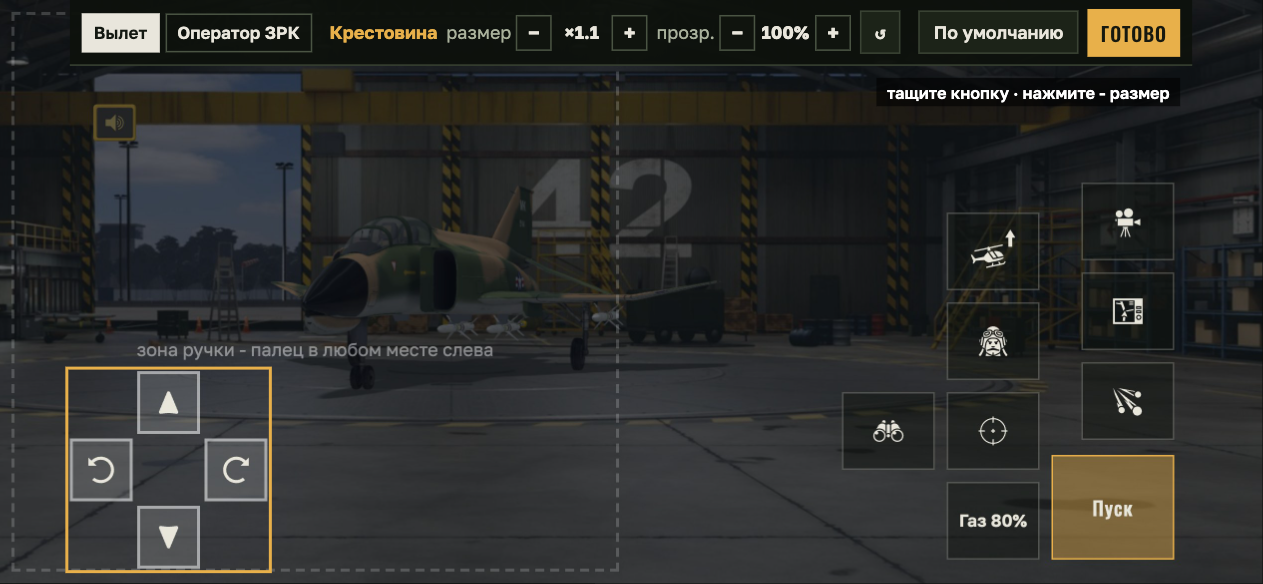 Вылет Оператор ЗРК Крестовина размер − ×1.1 + прозр. − 100% + ↺ По умолчанию ГОТОВО
тащите кнопку · нажмите - размер
42
зона ручки - палец в любом месте слева
Газ 80%
Пуск